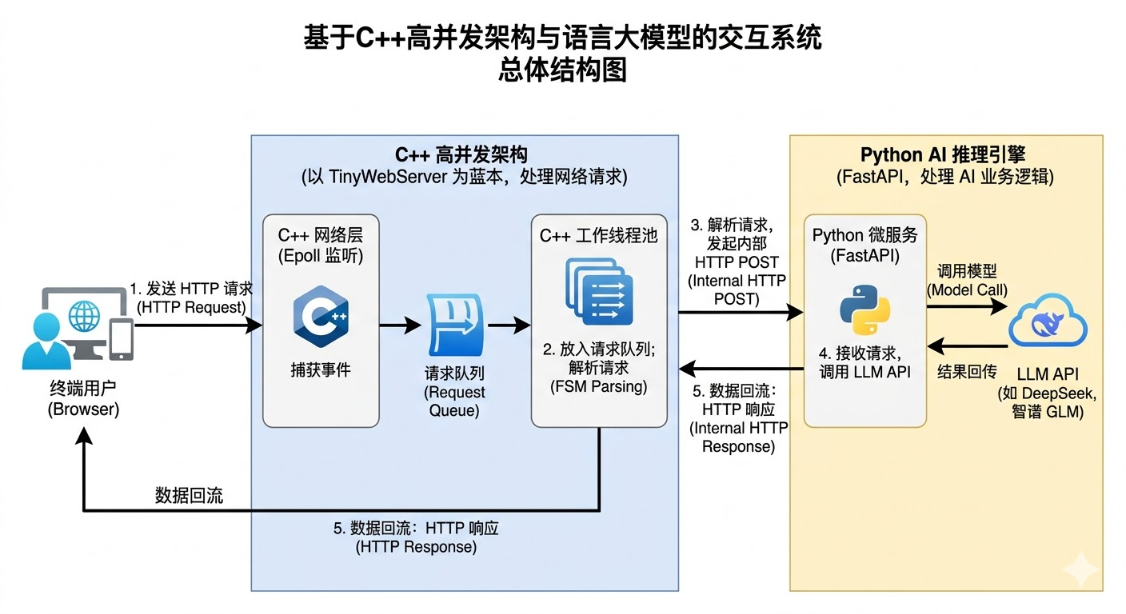 基于C++高并发架构与语言大模型的交互系统
总体结构图
C++ 高并发架构
(以 TinyWebServer 为蓝本，处理网络请求)
Python AI 推理引擎
(FastAPI，处理 AI 业务逻辑)
1. 发送 HTTP 请求
(HTTP Request)
终端用户
(Browser)
C++ 网络层
(Epoll 监听)
C++
捕获事件
请求队列
(Request
Queue)
C++ 工作线程池
2. 放入请求队列;
解析请求
(FSM Parsing)
3. 解析请求，
发起内部
HTTP POST
(Internal HTTP
POST)
5. 数据回流：
HTTP 响应
(Internal HTTP
Response)
Python 微服务
(FastAPI)
4. 接收请求，
调用 LLM API
调用模型
(Model Call)
结果回传
LLM API
(如 DeepSeek,
智谱 GLM)
数据回流
5. 数据回流：HTTP 响应
(HTTP Response)